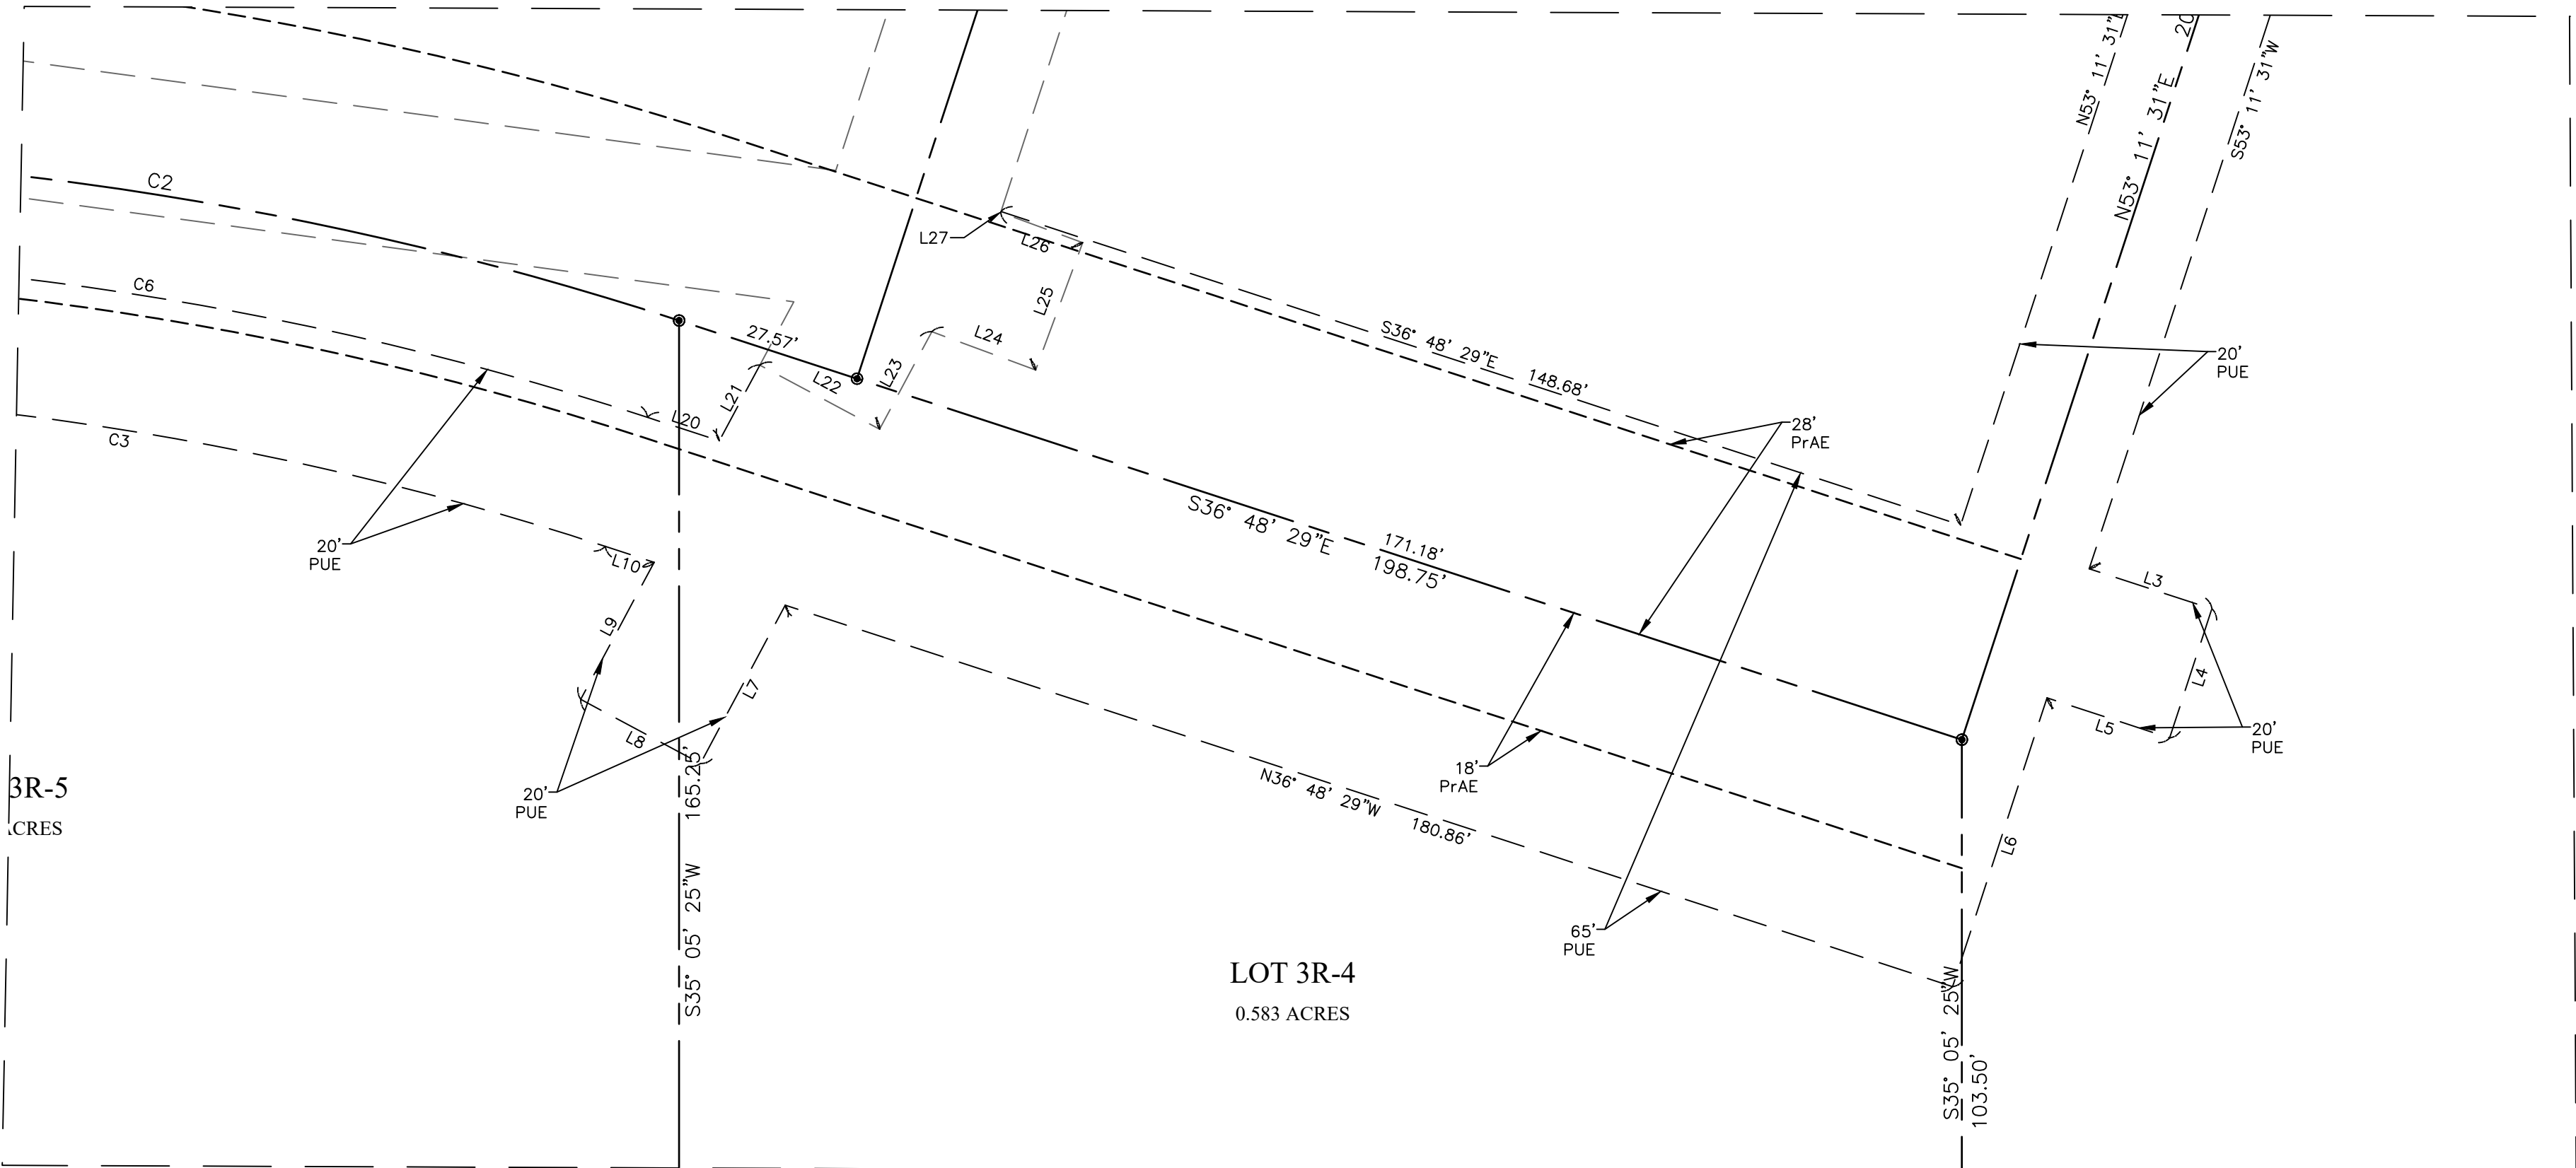 N53° 11' 31"E
20
N53° 11' 31"E
S53° 11' 31"W
C2
L27
L26
C6
L25
27.57'
L24
L23
L22
L21
L20
S36° 48' 29"E 148.68'
20'
PUE
28'
PrAE
C3
S36° 48' 29"E
171.18'
198.75'
20'
PUE
L10
L3
L9
L7
L4
L8
L5
20'
PUE
20'
PUE
18'
PrAE
N36° 48' 29"W 180.86'
165.25'
S35° 05' 25"W
3R-5
ACRES
L6
65'
PUE
LOT 3R-4
0.583 ACRES
S35° 05' 25"W
103.50'